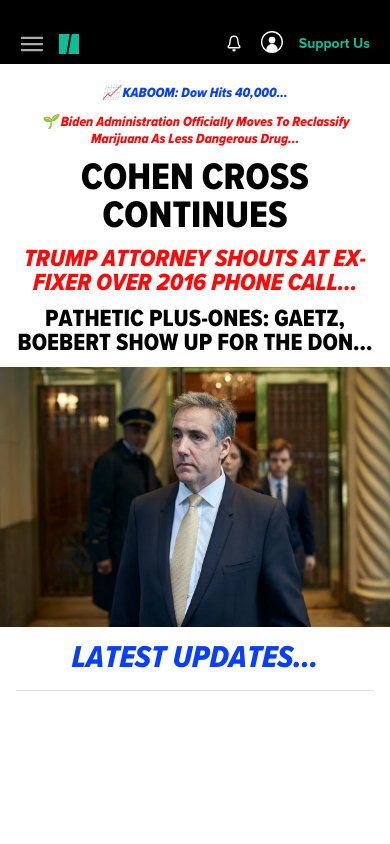 Support Us
KABOOM: Dow Hits 40,000...
Biden Administration Officially Moves To Reclassify
Marijuana As Less Dangerous Drug...
COHEN CROSS
CONTINUES
TRUMP ATTORNEY SHOUTS AT EX-
FIXER OVER 2016 PHONE CALL...
PATHETIC PLUS-ONES: GAETZ,
BOEBERT SHOW UP FOR THE DON...
LATEST UPDATES...